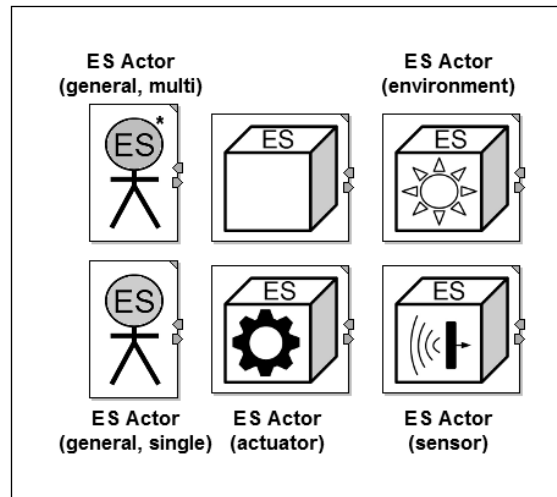 ES Actor
(general, multi)
ES Actor
(environment)
ES*
ES
ES
ES
ES
ES
ES Actor
(general, single)
ES Actor
(actuator)
ES Actor
(sensor)